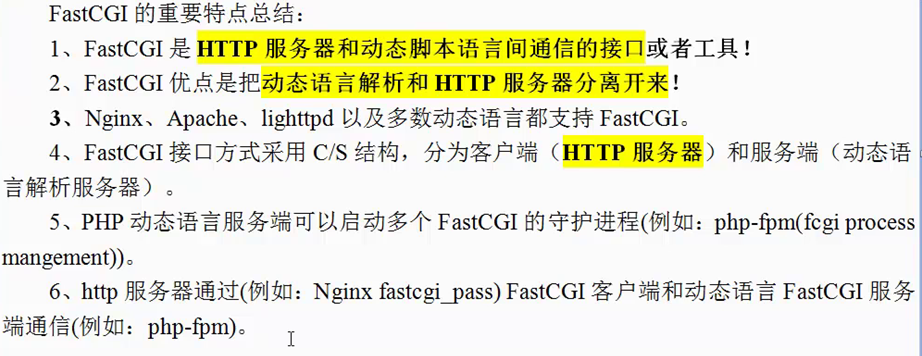 FastCGI 的重要特点总结：
1、FastCGI 是 HTTP 服务器和动态脚本语言间通信的接口或者工具！
2、FastCGI 优点是把动态语言解析和 HTTP 服务器分离开来！
3、Nginx、Apache、lighttpd 以及多数动态语言都支持 FastCGI。
4、FastCGI 接口方式采用 C/S 结构，分为客户端（HTTP 服务器）和服务端（动态语
言解析服务器）。
5、PHP 动态语言服务端可以启动多个 FastCGI 的守护进程(例如：php-fpm(fcgi process
mangement))。
6、http 服务器通过(例如：Nginx fastcgi_pass) FastCGI 客户端和动态语言 FastCGI 服务
端通信(例如：php-fpm)。